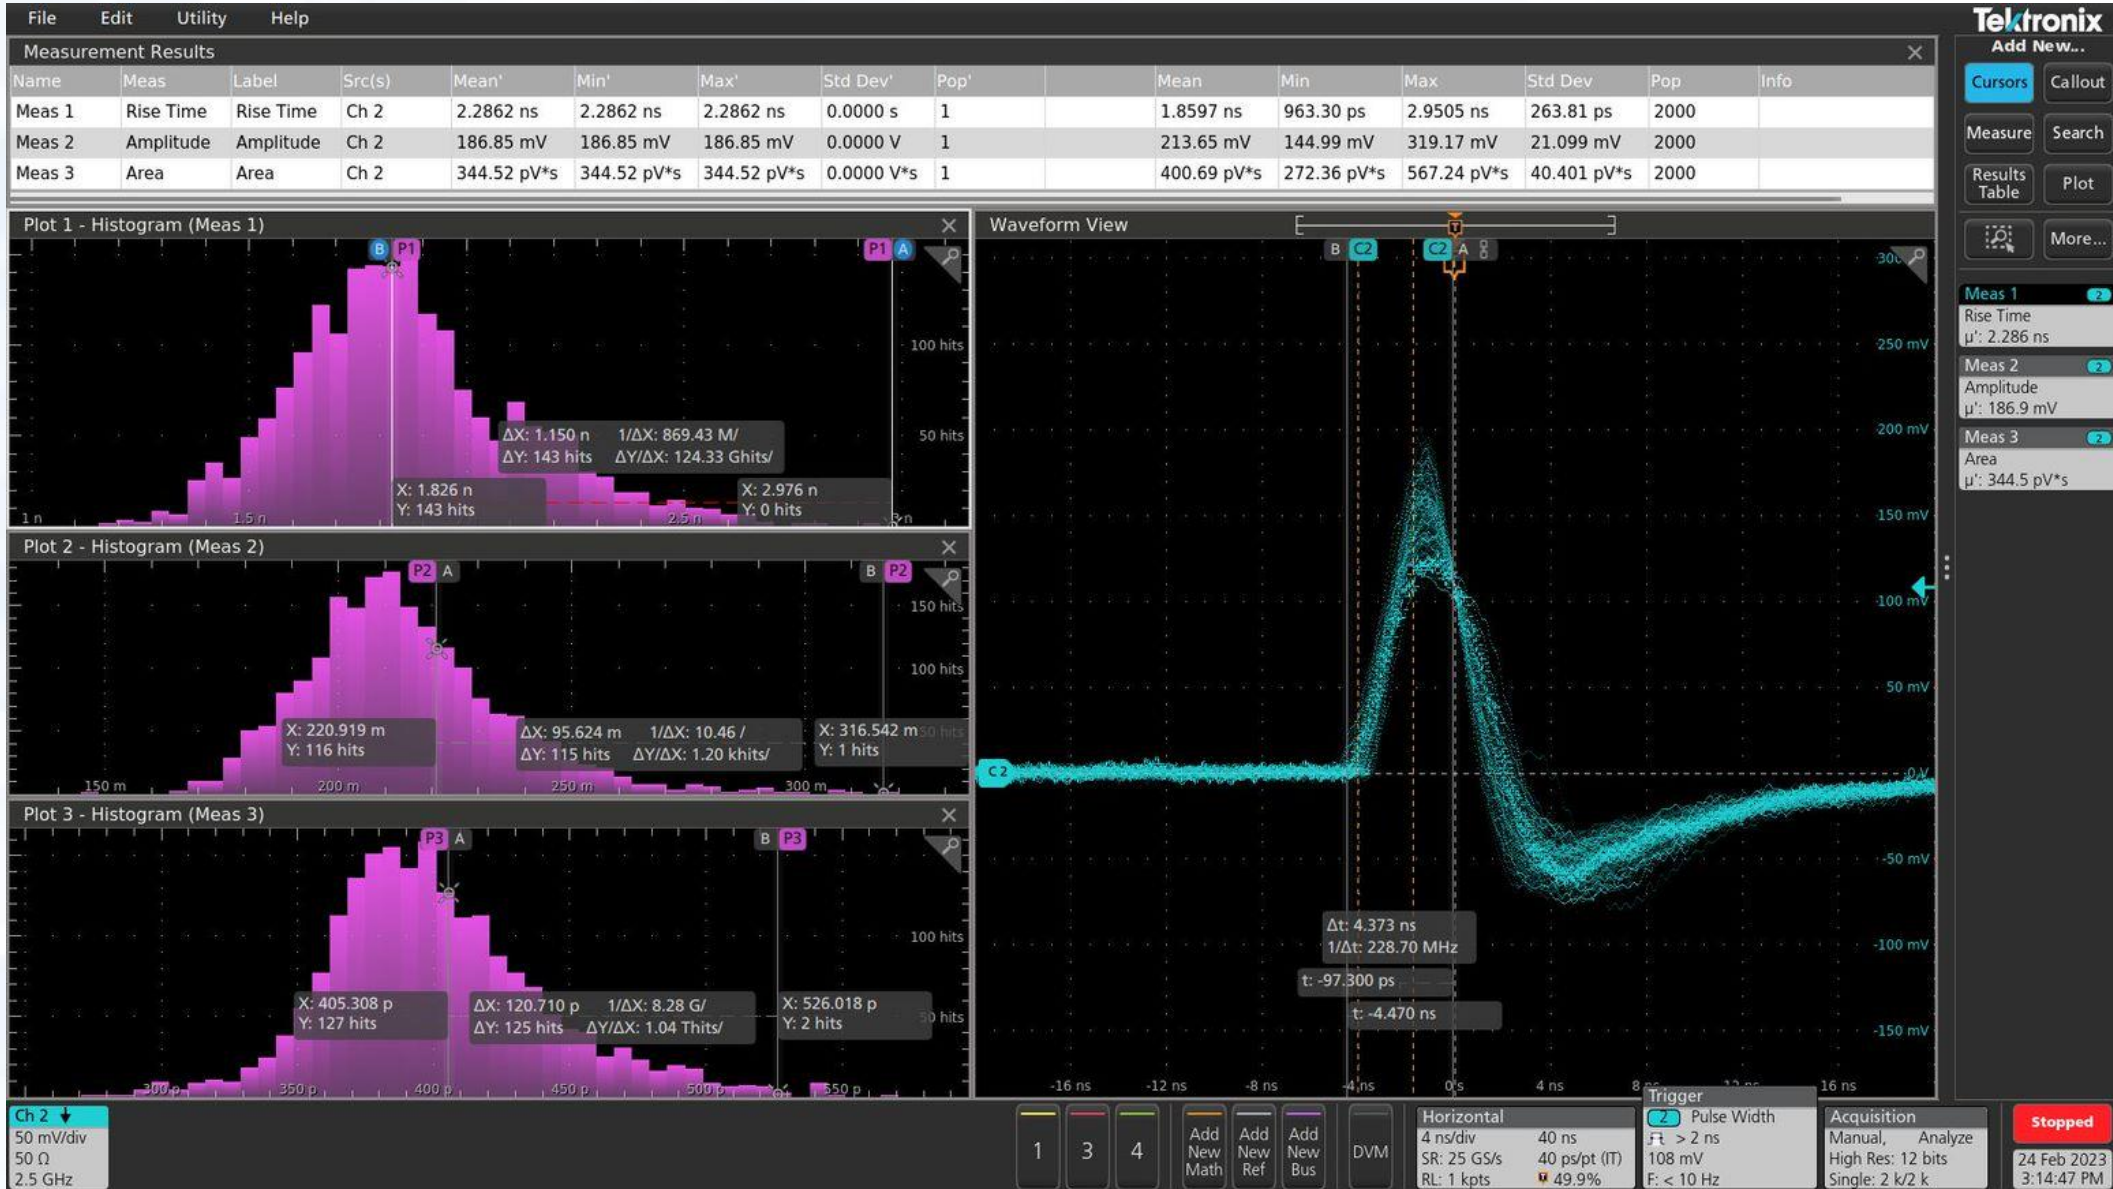 File Edit Utility Help
Tektronix
Add New...
Measurement Results
Name Meas Label Src(s) Mean' Min' Max' Std Dev' Pop' Mean Min Max Std Dev Pop Info
Meas 1 Rise Time Rise Time Ch 2 2.2862 ns 2.2862 ns 2.2862 ns 0.0000 s 1 1.8597 ns 963.30 ps 2.9505 ns 263.81 ps 2000
Meas 2 Amplitude Amplitude Ch 2 186.85 mV 186.85 mV 186.85 mV 0.0000 V 1 213.65 mV 144.99 mV 319.17 mV 21.099 mV 2000
Meas 3 Area Area Ch 2 344.52 pV*s 344.52 pV*s 344.52 pV*s 0.0000 V*s 1 400.69 pV*s 272.36 pV*s 567.24 pV*s 40.401 pV*s 2000
Cursors Callout
Measure Search
Results Table Plot
More...
Meas 1 2
Rise Time
μ': 2.286 ns
Meas 2 2
Amplitude
μ': 186.9 mV
Meas 3 2
Area
μ': 344.5 pV*s
Plot 1 - Histogram (Meas 1)
B P1 P1 A
100 hits
50 hits
ΔX: 1.150 n 1/ΔX: 869.43 M/
ΔY: 143 hits ΔY/ΔX: 124.33 Ghits/
X: 1.826 n
Y: 143 hits
X: 2.976 n
Y: 0 hits
1 n 1.5 n 2.5 n
Plot 2 - Histogram (Meas 2)
P2 A B P2
150 hits
100 hits
X: 220.919 m
Y: 116 hits
ΔX: 95.624 m 1/ΔX: 10.46 /
ΔY: 115 hits ΔY/ΔX: 1.20 khits/
X: 316.542 m
Y: 1 hits
150 m 200 m 250 m 300 m
Plot 3 - Histogram (Meas 3)
P3 A B P3
100 hits
X: 405.308 p
Y: 127 hits
ΔX: 120.710 p 1/ΔX: 8.28 G/
ΔY: 125 hits ΔY/ΔX: 1.04 Thits/
X: 526.018 p
Y: 2 hits
300 p 350 p 400 p 450 p 500 p 550 p
Waveform View
T
B C2 C2 A
250 mV
200 mV
150 mV
100 mV
50 mV
C 2
0 V
-50 mV
-100 mV
-150 mV
Δt: 4.373 ns
1/Δt: 228.70 MHz
t: -97.300 ps
t: -4.470 ns
-16 ns -12 ns -8 ns -4 ns 0 s 4 ns 16 ns
Ch 2
50 mV/div
50 Ω
2.5 GHz
1 3 4
Add New Math
Add New Ref
Add New Bus
DVM
Horizontal
4 ns/div 40 ns
SR: 25 GS/s 40 ps/pt (IT)
RL: 1 kpts 49.9%
Trigger
2 Pulse Width
> 2 ns
108 mV
F: < 10 Hz
Acquisition
Manual, Analyze
High Res: 12 bits
Single: 2 k/2 k
Stopped
24 Feb 2023
3:14:47 PM